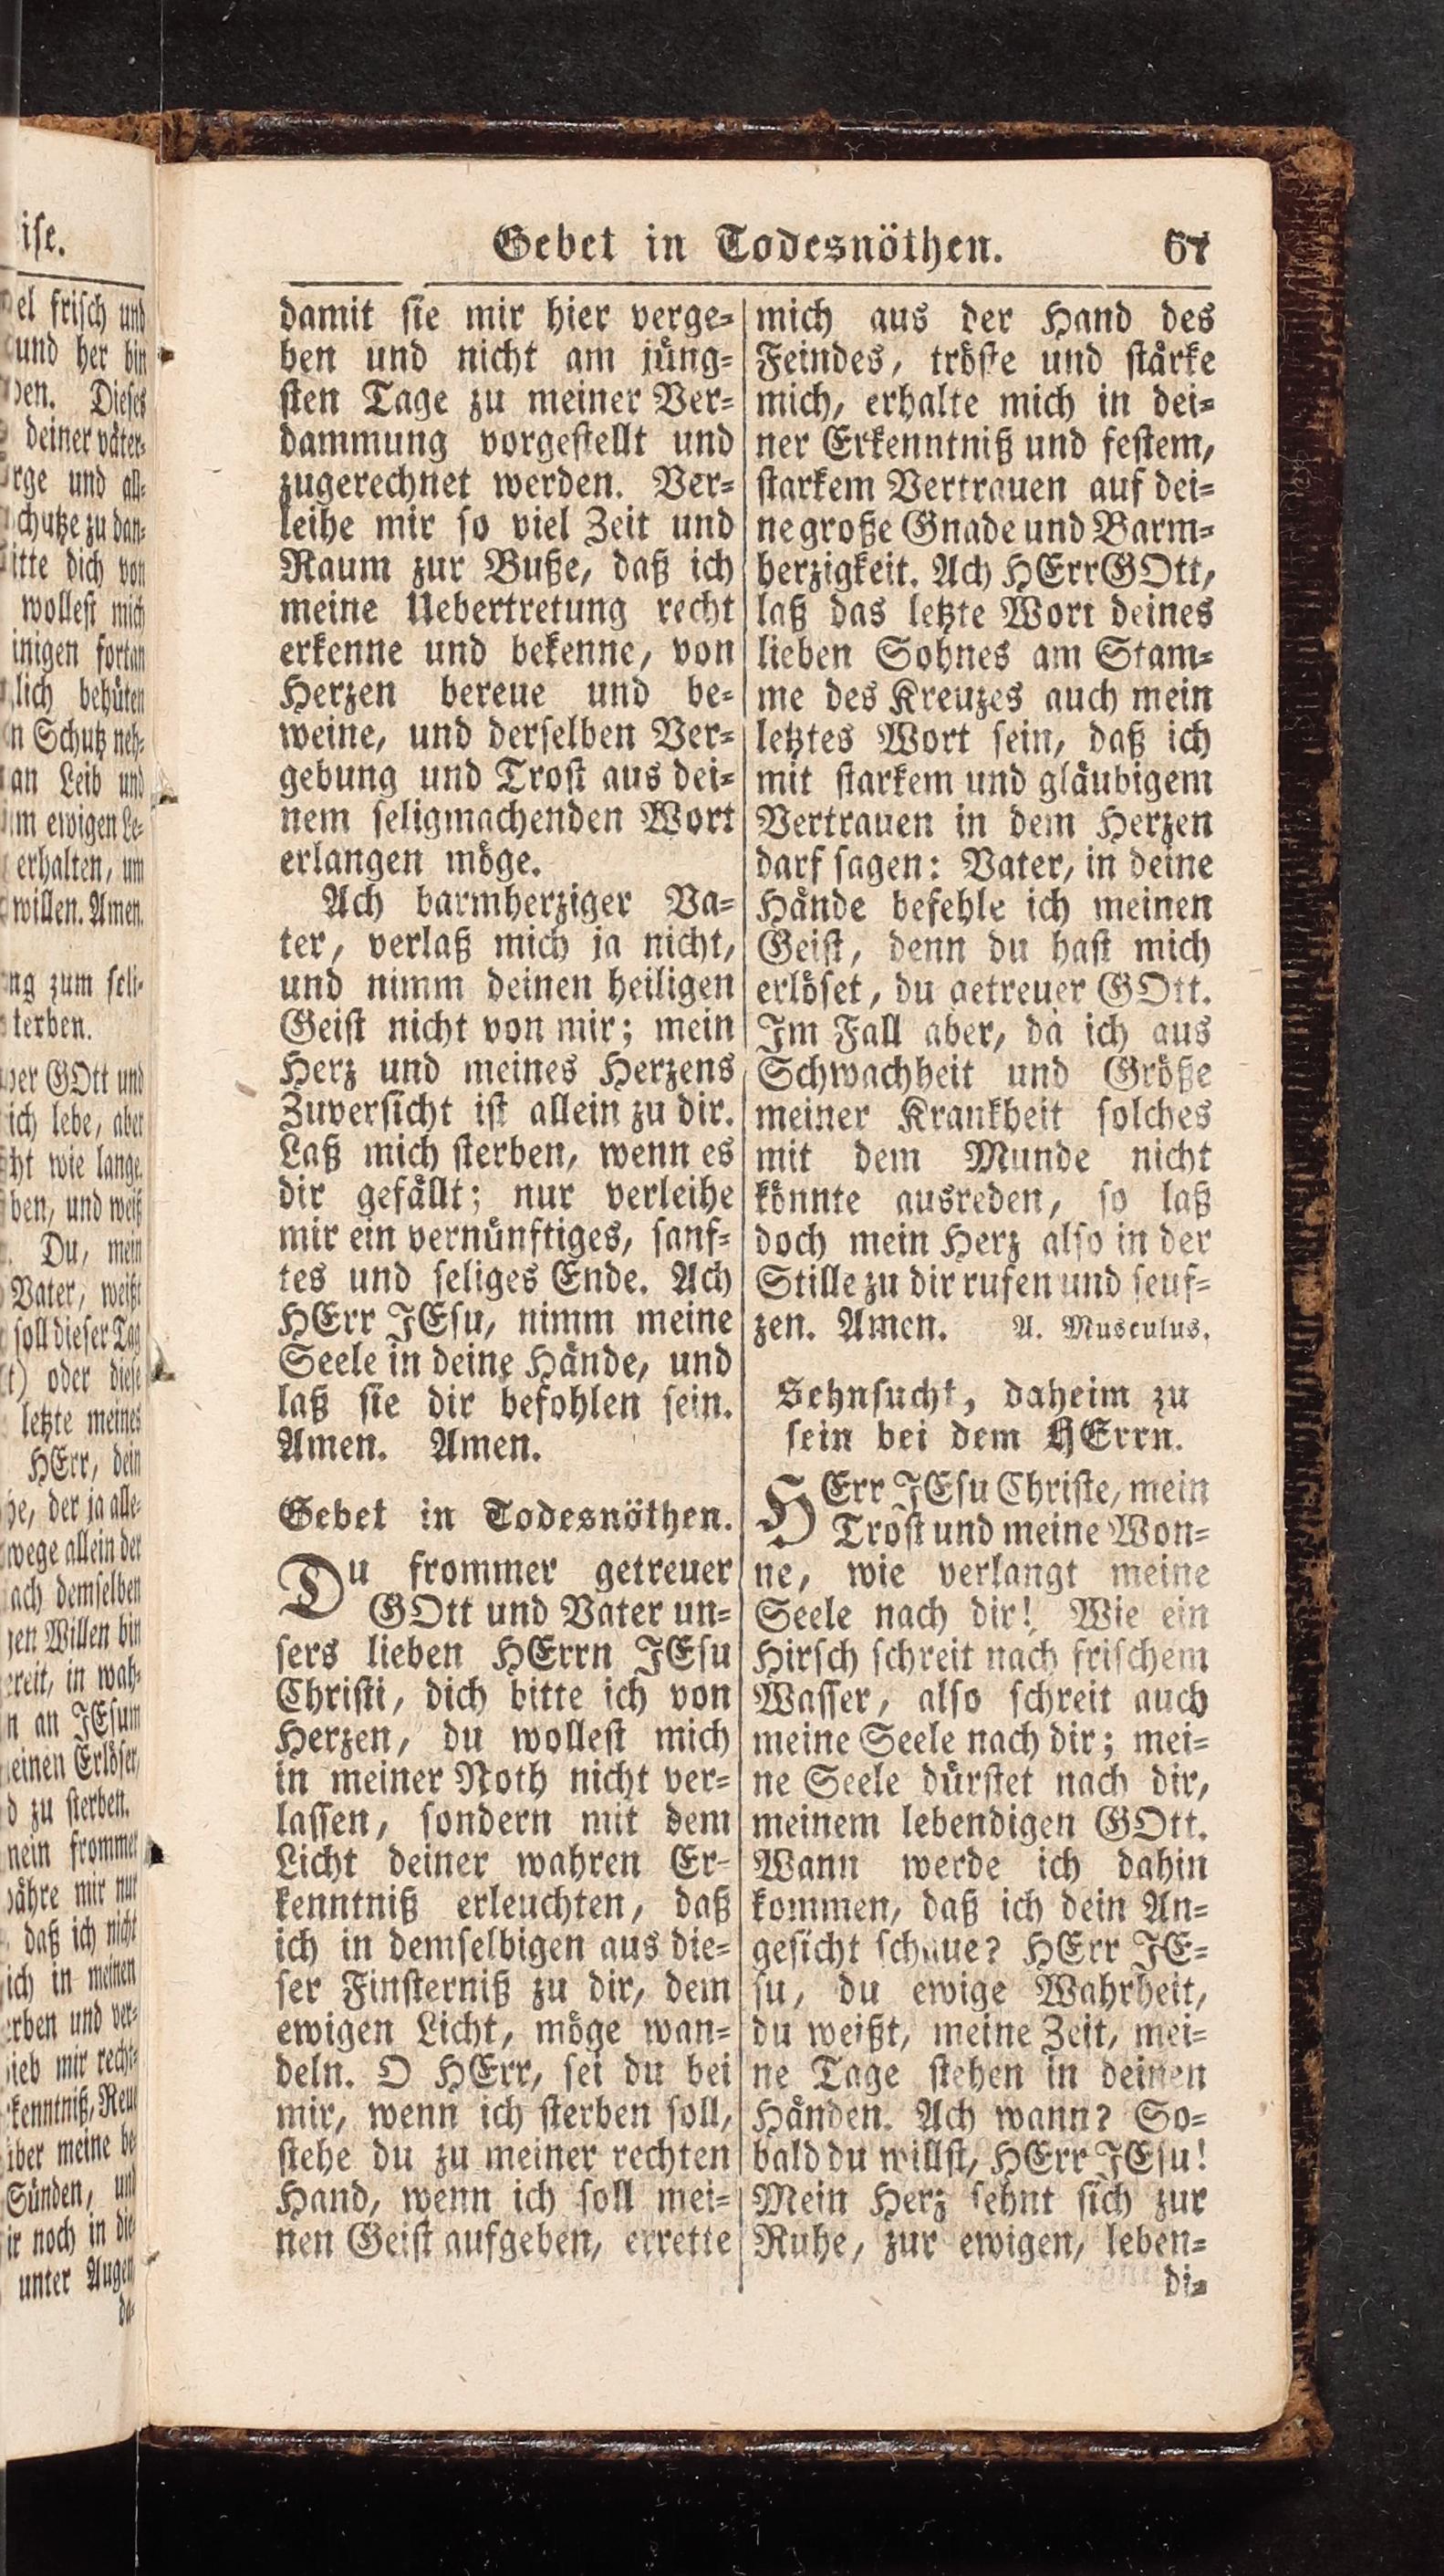 Gebet in Todesnöthen. 67
damit sie mir hier verge-
ben und nicht am jüng-
sten Tage zu meiner Ver-
dammung vorgestellt und
zugerechnet werden. Ver-
leihe mir so viel Zeit und
Raum zur Buße, daß ich
meine Uebertretung recht
erkenne und bekenne, von
Herzen bereue und be-
weine, und derselben Ver-
gebung und Trost aus dei-
nem seligmachenden Wort
erlangen möge.
Ach barmherziger Va-
ter, verlaß mich ja nicht,
und nimm deinen heiligen
Geist nicht von mir; mein
Herz und meines Herzens
Zuversicht ist allein zu dir.
Laß mich sterben, wenn es
dir gefällt; nur verleihe
mir ein vernünftiges, sanf-
tes und seliges Ende. Ach
HErr JEsu, nimm meine
Seele in deine Hände, und
laß sie dir befohlen sein.
Amen. Amen.
Gebet in Todesnöthen.
Du frommer getreuer
GOtt und Vater un-
sers lieben HErrn JEsu
Christi, dich bitte ich von
Herzen, du wollest mich
in meiner Noth nicht ver-
lassen, sondern mit dem
Licht deiner wahren Er-
kenntniß erleuchten, daß
ich in demselbigen aus die-
ser Finsterniß zu dir, dem
ewigen Licht, möge wan-
deln. O HErr, sei du bei
mir, wenn ich sterben soll,
stehe du zu meiner rechten
Hand, wenn ich soll mei-
nen Geist aufgeben, errette
mich aus der Hand des
Feindes, tröste und stärke
mich, erhalte mich in dei-
ner Erkenntniß und festem,
starkem Vertrauen auf dei-
ne große Gnade und Barm-
herzigkeit. Ach HErr GOtt,
laß das letzte Wort deines
lieben Sohnes am Stam-
me des Kreuzes auch mein
letztes Wort sein, daß ich
mit starkem und gläubigem
Vertrauen in dem Herzen
darf sagen: Vater, in deine
Hände befehle ich meinen
Geist, denn du hast mich
erlöset, du getreuer GOtt.
Im Fall aber, da ich aus
Schwachheit und Größe
meiner Krankheit solches
mit dem Munde nicht
könnte ausreden, so laß
doch mein Herz also in der
Stille zu dir rufen und seuf-
zen. Amen. A. Musculus.
Sehnsucht, daheim zu
sein bei dem HErrn.
HErr JEsu Christe, mein
Trost und meine Won-
ne, wie verlangt meine
Seele nach dir! Wie ein
Hirsch schreit nach frischem
Wasser, also schreit auch
meine Seele nach dir; mei-
ne Seele dürstet nach dir,
meinem lebendigen GOtt.
Wann werde ich dahin
kommen, daß ich dein An-
gesicht schaue? HErr JE-
su, du ewige Wahrheit,
du weißt, meine Zeit, mei-
ne Tage stehen in deinen
Händen. Ach wann? So-
bald du willst, HErr JEsu!
Mein Herz sehnt sich zur
Ruhe, zur ewigen, leben-
di-